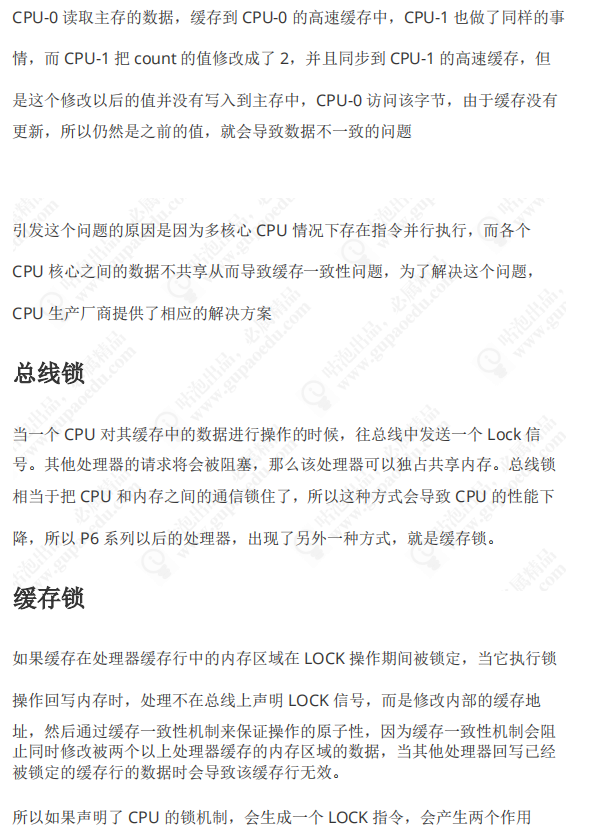 CPU-0 读取主存的数据，缓存到 CPU-0 的高速缓存中，CPU-1 也做了同样的事
情，而 CPU-1 把 count 的值修改成了 2，并且同步到 CPU-1 的高速缓存，但
是这个修改以后的值并没有写入到主存中，CPU-0 访问该字节，由于缓存没有
更新，所以仍然是之前的值，就会导致数据不一致的问题
引发这个问题的原因是因为多核心 CPU 情况下存在指令并行执行，而各个
CPU 核心之间的数据不共享从而导致缓存一致性问题，为了解决这个问题，
CPU 生产厂商提供了相应的解决方案
总线锁
当一个 CPU 对其缓存中的数据进行操作的时候，往总线中发送一个 Lock 信
号。其他处理器的请求将会被阻塞，那么该处理器可以独占共享内存。总线锁
相当于把 CPU 和内存之间的通信锁住了，所以这种方式会导致 CPU 的性能下
降，所以 P6 系列以后的处理器，出现了另外一种方式，就是缓存锁。
缓存锁
如果缓存在处理器缓存行中的内存区域在 LOCK 操作期间被锁定，当它执行锁
操作回写内存时，处理不在总线上声明 LOCK 信号，而是修改内部的缓存地
址，然后通过缓存一致性机制来保证操作的原子性，因为缓存一致性机制会阻
止同时修改被两个以上处理器缓存的内存区域的数据，当其他处理器回写已经
被锁定的缓存行的数据时会导致该缓存行无效。
所以如果声明了 CPU 的锁机制，会生成一个 LOCK 指令，会产生两个作用